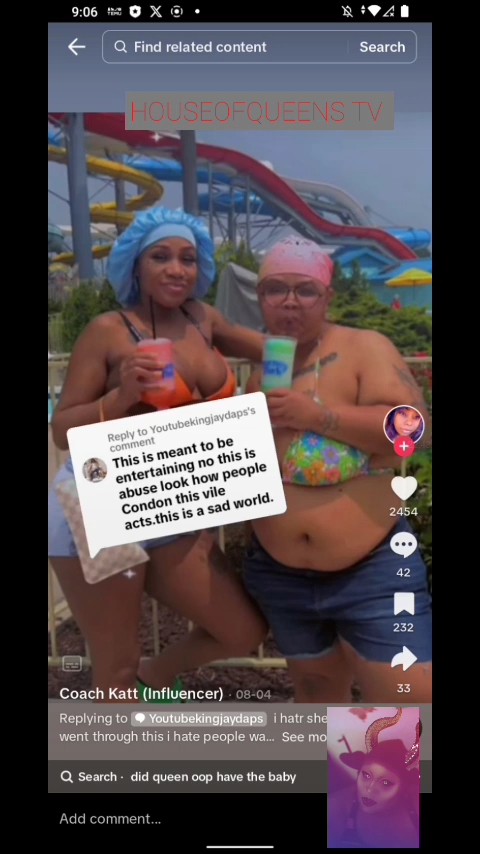 9:06
Find related content
Search
HOUSEOFQUEENS TV
Reply to Youtubekingjaydaps's
comment
This is meant to be
entertaining no this is
abuse look how people
Condon this vile
acts.this is a sad world.
2454
42
232
33
Coach Katt (Influencer) · 08-04
Replying to Youtubekingjaydaps i hatr she
went through this i hate people wa... See mo
Search · did queen oop have the baby
Add comment...